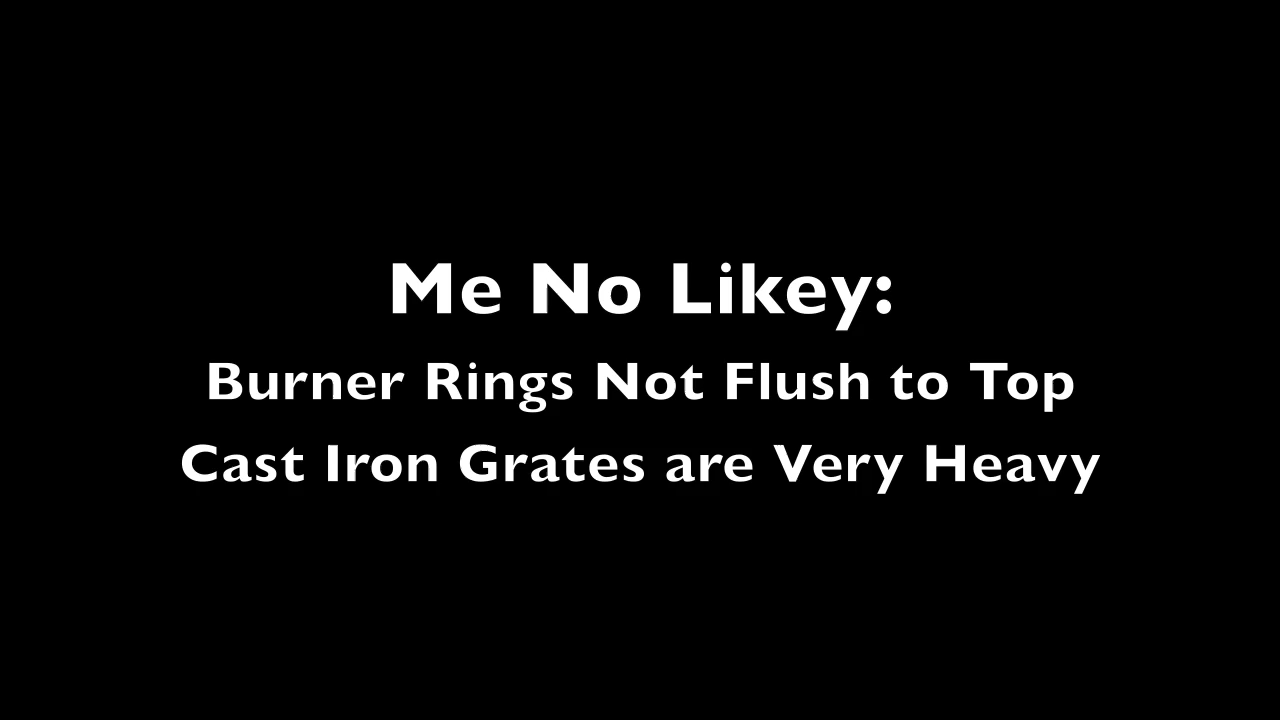 Me No Likey:
Burner Rings Not Flush to Top
Cast Iron Grates are Very Heavy